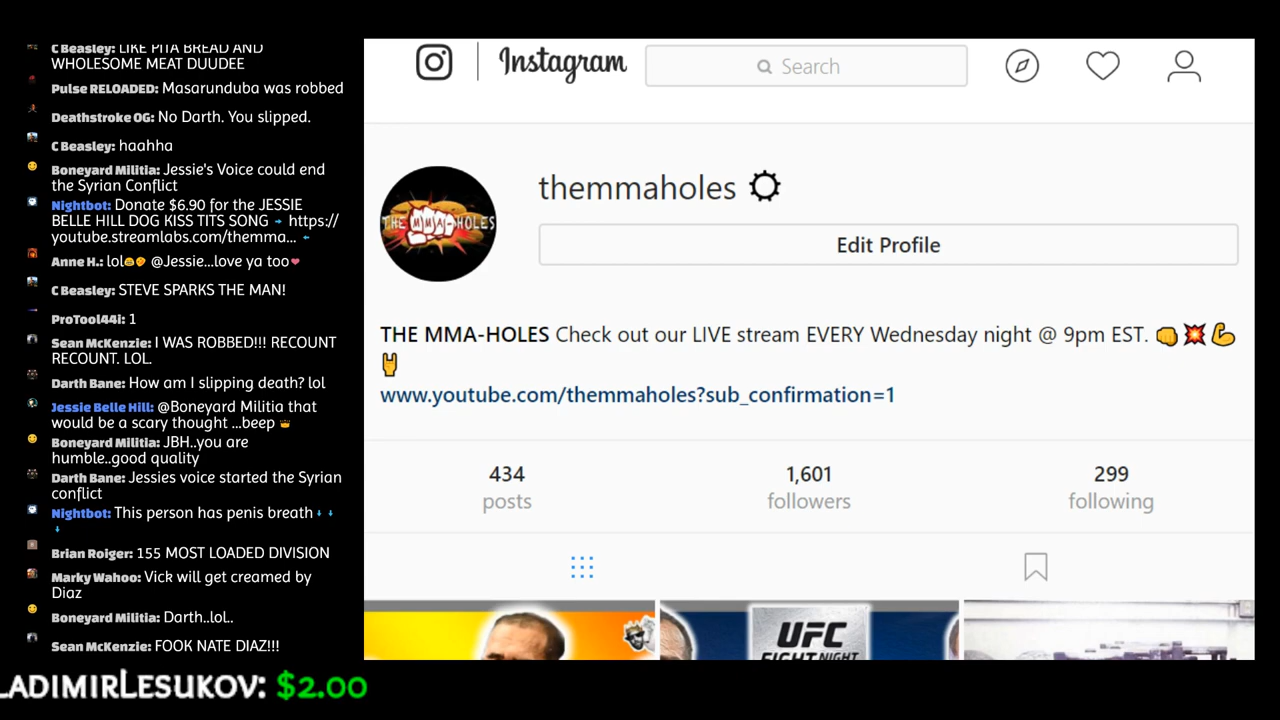 C Beasley: LIKE PITA BREAD AND
WHOLESOME MEAT DUUDEE
Pulse RELOADED: Masarunduba was robbed
Deathstroke OG: No Darth. You slipped.
C Beasley: haahha
Boneyard Militia: Jessie's Voice could end
the Syrian Conflict
Nightbot: Donate $6.90 for the JESSIE
BELLE HILL DOG KISS TITS SONG → https://
youtube.streamlabs.com/themma... ←
Anne H.: lol @Jessie...love ya too❤
C Beasley: STEVE SPARKS THE MAN!
ProTool44i: 1
Sean McKenzie: I WAS ROBBED!!! RECOUNT
RECOUNT. LOL.
Darth Bane: How am I slipping death? lol
Jessie Belle Hill: @Boneyard Militia that
would be a scary thought ...beep 👑
Boneyard Militia: JBH..you are
humble..good quality
Darth Bane: Jessies voice started the Syrian
conflict
Nightbot: This person has penis breath↓ ↓
↓
Brian Roiger: 155 MOST LOADED DIVISION
Marky Wahoo: Vick will get creamed by
Diaz
Boneyard Militia: Darth..lol..
Sean McKenzie: FOOK NATE DIAZ!!!
LADIMIRLESUKOV: $2.00
Instagram
Search
THE MMA-HOLES
themmaholes
Edit Profile
THE MMA-HOLES Check out our LIVE stream EVERY Wednesday night @ 9pm EST. 👊💥💪
🤘
www.youtube.com/themmaholes?sub_confirmation=1
434 1,601 299
posts followers following
UFC
FIGHT NIGHT